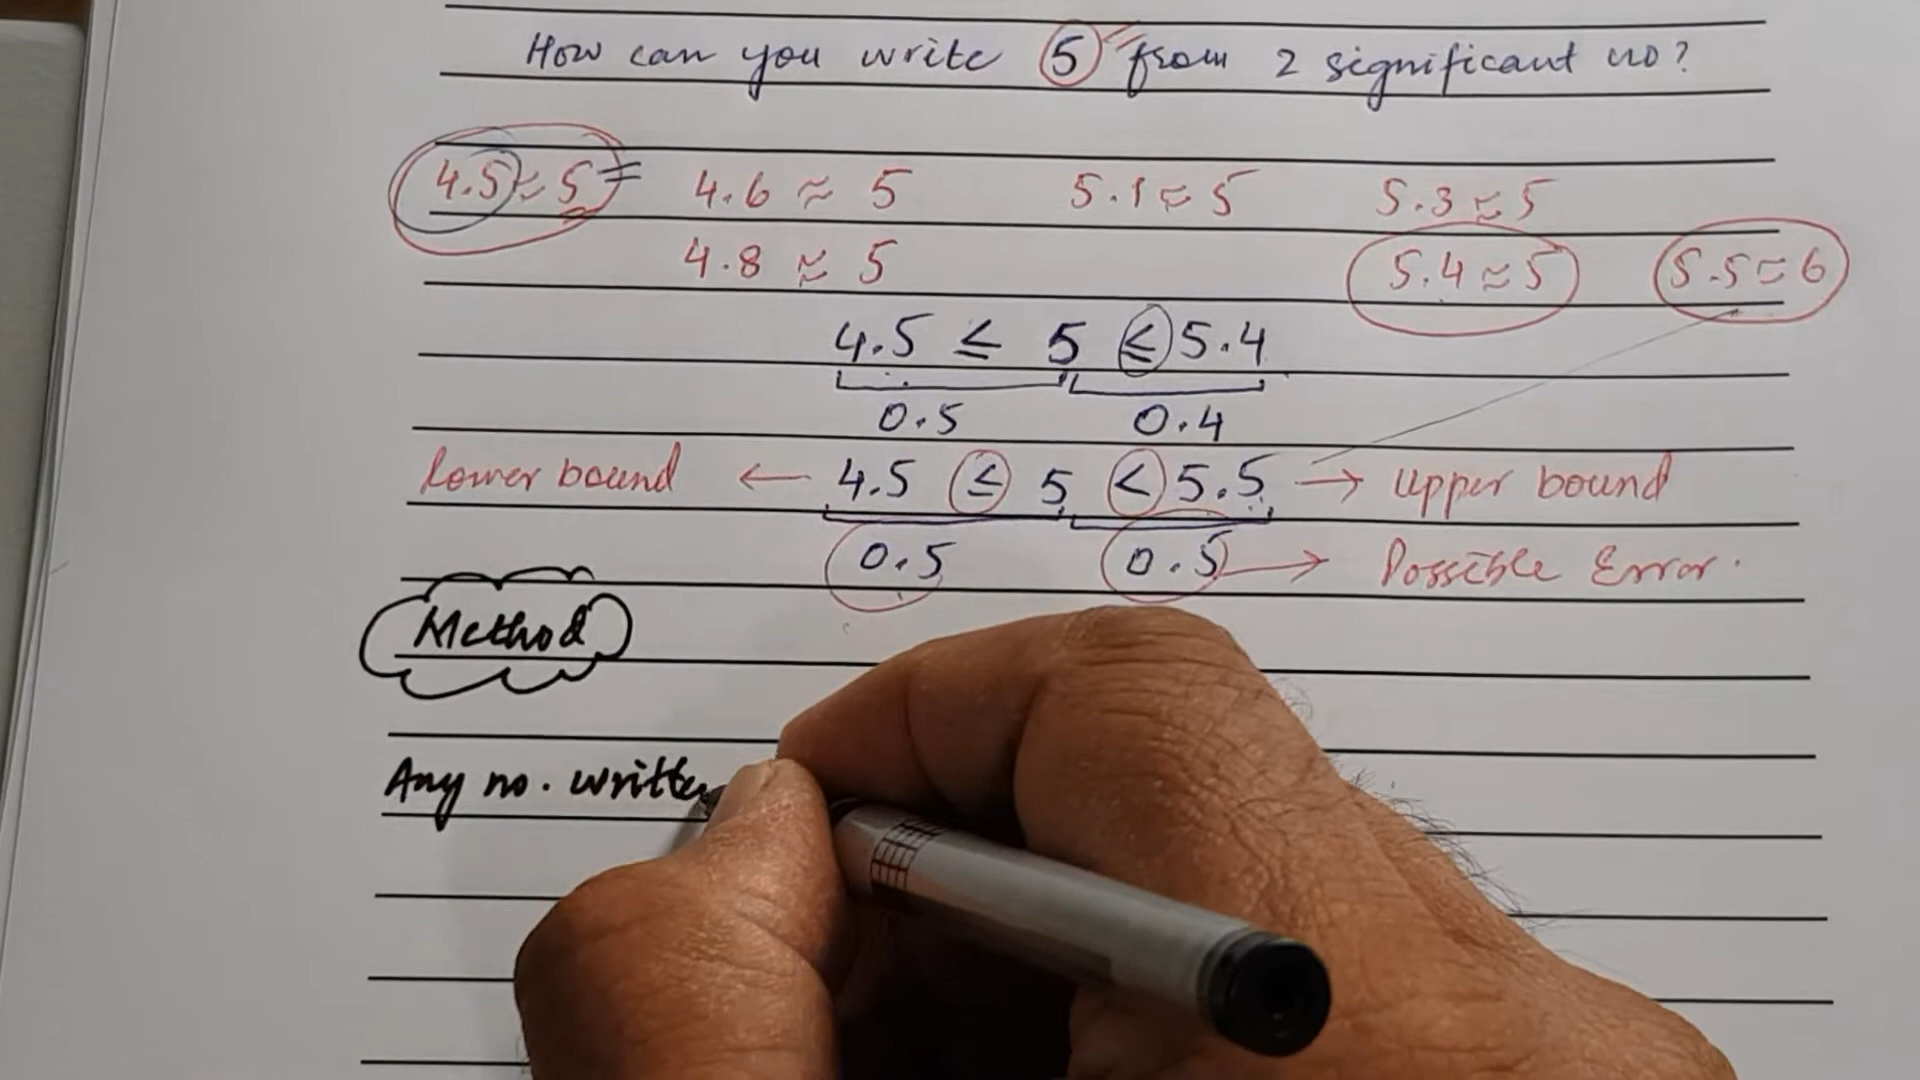 How can you write 5 from 2 significant no?
4.5 ≈ 5 4.6 ≈ 5 5.1 ≈ 5 5.3 ≈ 5
4.8 ≈ 5 5.4 ≈ 5 5.5 ≈ 6
4.5 ≤ 5 ≤ 5.4
0.5 0.4
Lower bound ← 4.5 ≤ 5 < 5.5 → Upper bound
0.5 0.5 → Possible Error.
Method
Any no. written